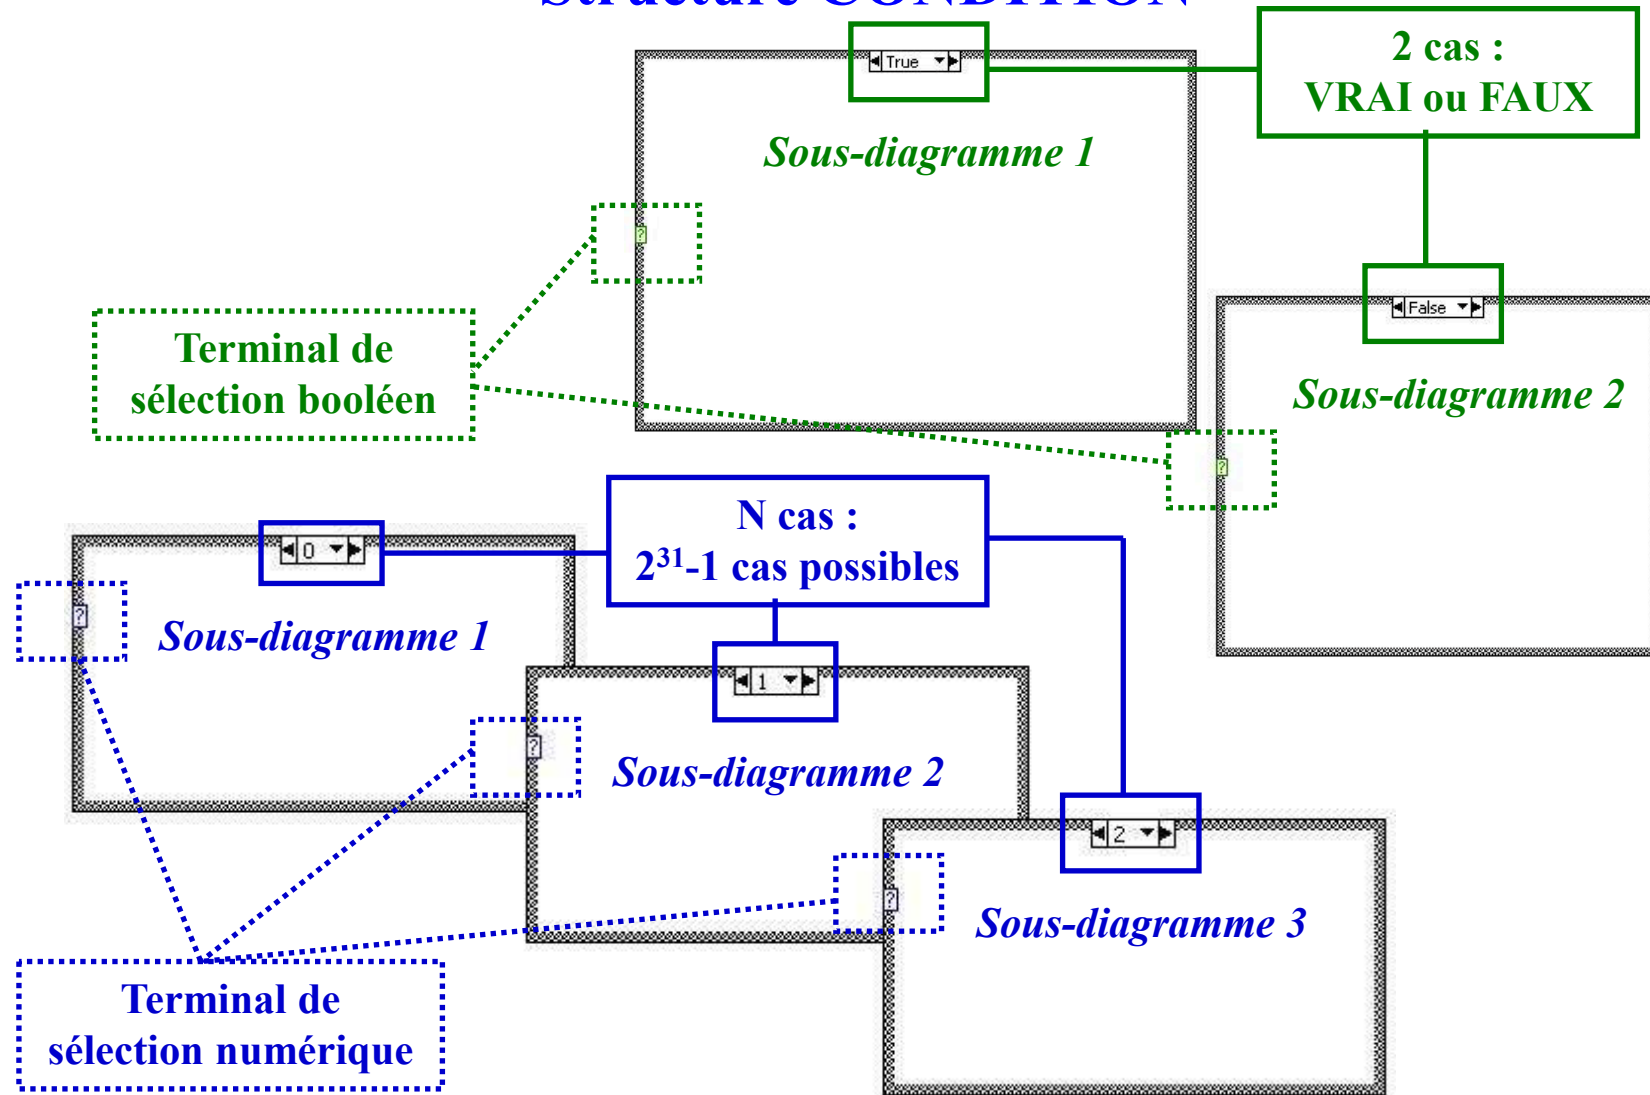 Structure CONDITION
True
2 cas :
VRAI ou FAUX
Sous-diagramme 1
?
False
Terminal de
sélection booléen
Sous-diagramme 2
?
N cas :
2³¹-1 cas possibles
0
?
Sous-diagramme 1
1
?
Sous-diagramme 2
2
?
Sous-diagramme 3
Terminal de
sélection numérique